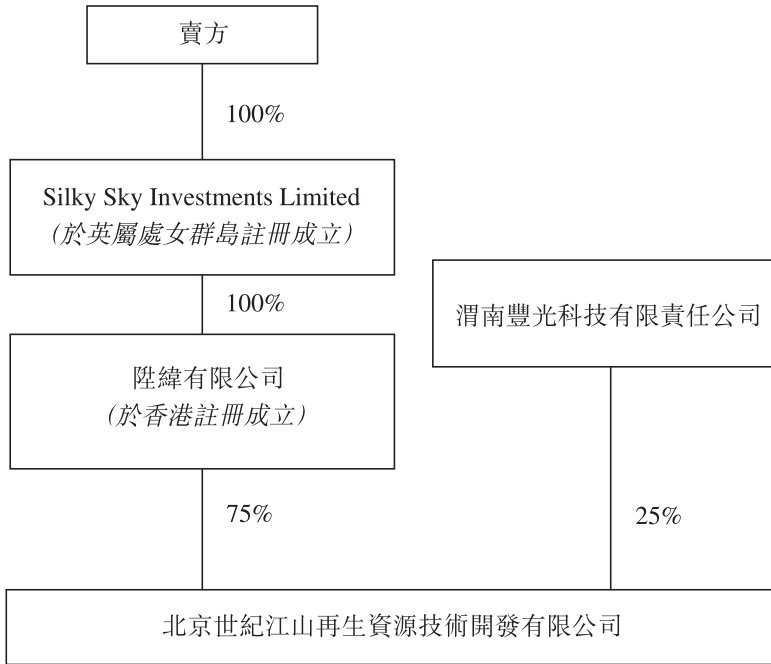 賣方
100%
Silky Sky Investments Limited
（於英屬處女群島註冊成立）
100%
渭南豐光科技有限責任公司
陞緯有限公司
（於香港註冊成立）
75%
25%
北京世紀江山再生資源技術開發有限公司